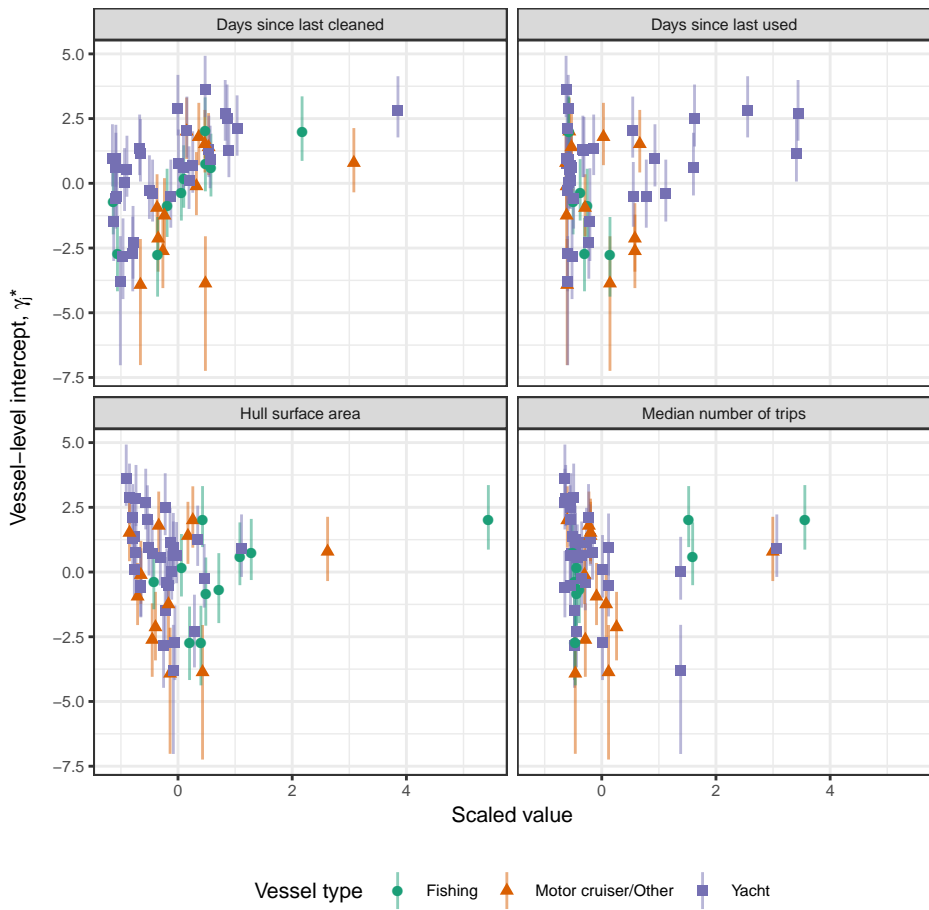 Days since last cleaned
Days since last used
5.0
2.5
0.0
−2.5
−5.0
−7.5
Hull surface area
Median number of trips
5.0
2.5
0.0
−2.5
−5.0
−7.5
0 2 4
0 2 4
Vessel−level intercept, γj*
Scaled value
Vessel type Fishing Motor cruiser/Other Yacht